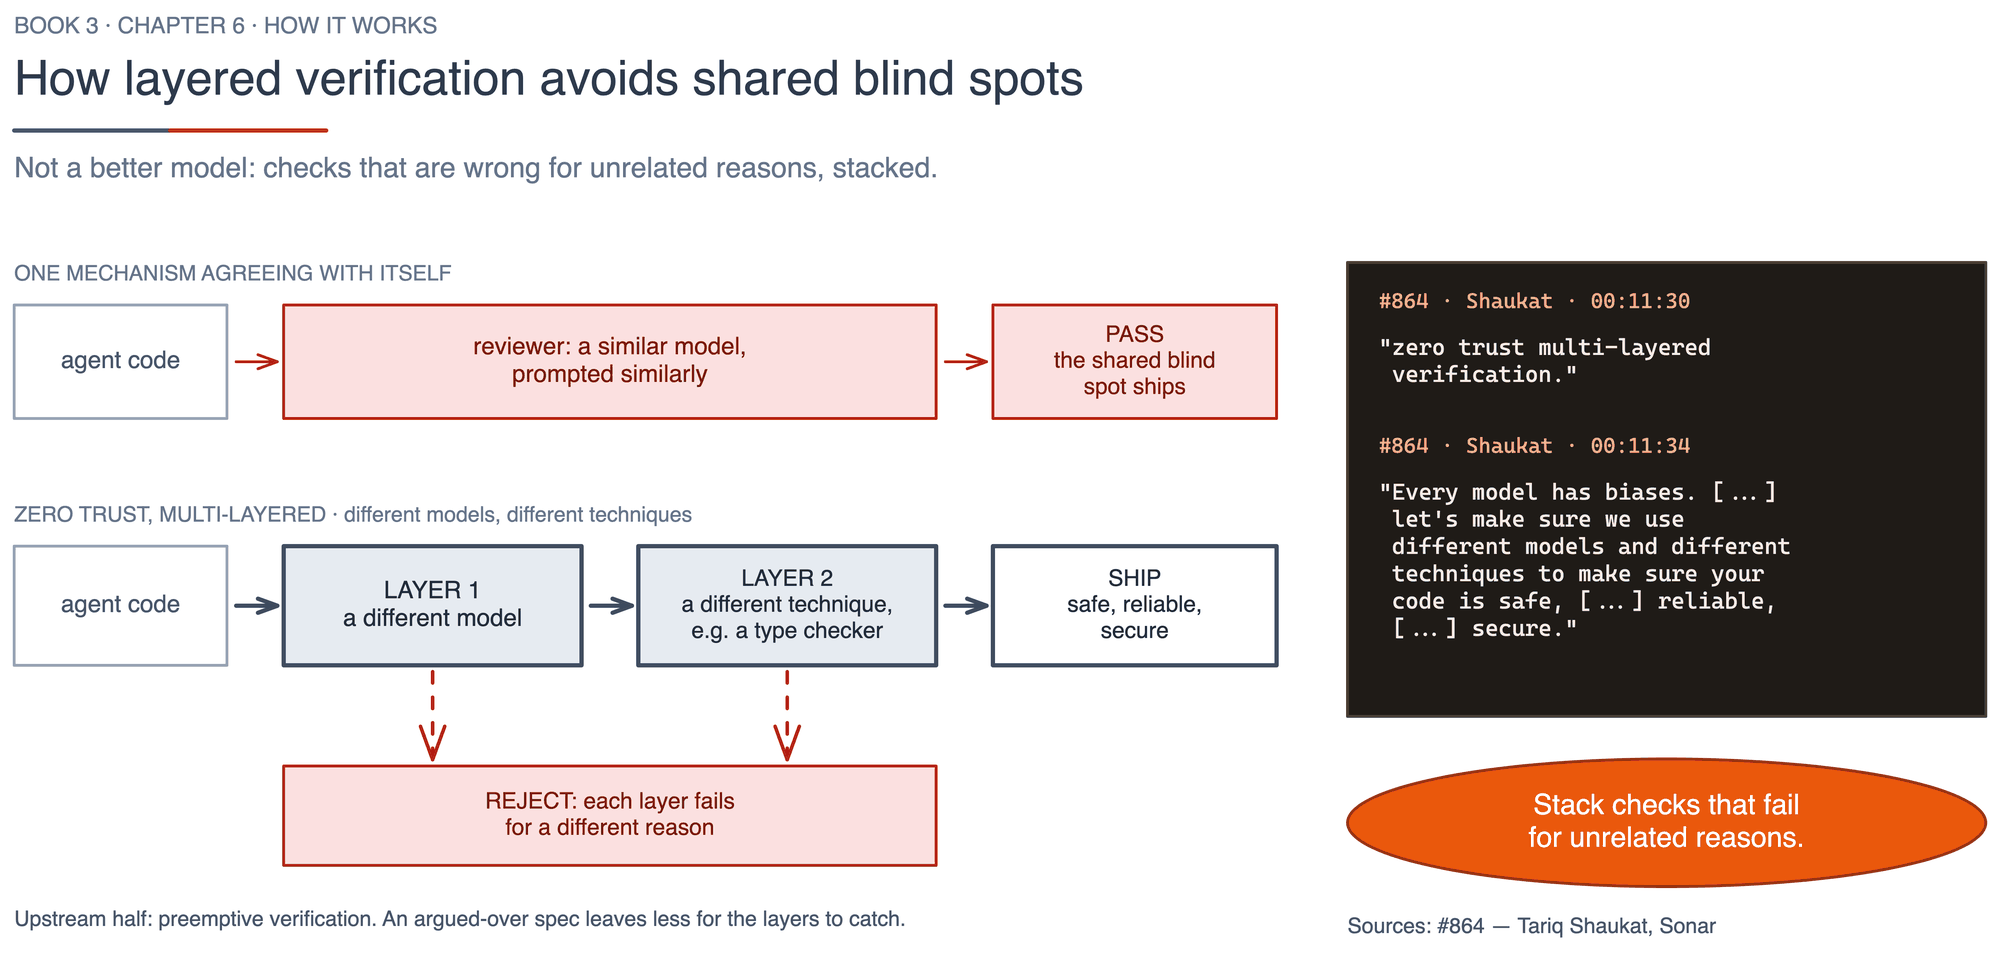 BOOK 3 · CHAPTER 6 · HOW IT WORKS
How layered verification avoids shared blind spots
Not a better model: checks that are wrong for unrelated reasons, stacked.
ONE MECHANISM AGREEING WITH ITSELF
agent code
reviewer: a similar model,
prompted similarly
PASS
the shared blind
spot ships
ZERO TRUST, MULTI-LAYERED · different models, different techniques
agent code
LAYER 1
a different model
LAYER 2
a different technique,
e.g. a type checker
SHIP
safe, reliable,
secure
REJECT: each layer fails
for a different reason
Upstream half: preemptive verification. An argued-over spec leaves less for the layers to catch.
#864 · Shaukat · 00:11:30
"zero trust multi-layered
verification."
#864 · Shaukat · 00:11:34
"Every model has biases. [...]
let's make sure we use
different models and different
techniques to make sure your
code is safe, [...] reliable,
[...] secure."
Stack checks that fail
for unrelated reasons.
Sources: #864 — Tariq Shaukat, Sonar